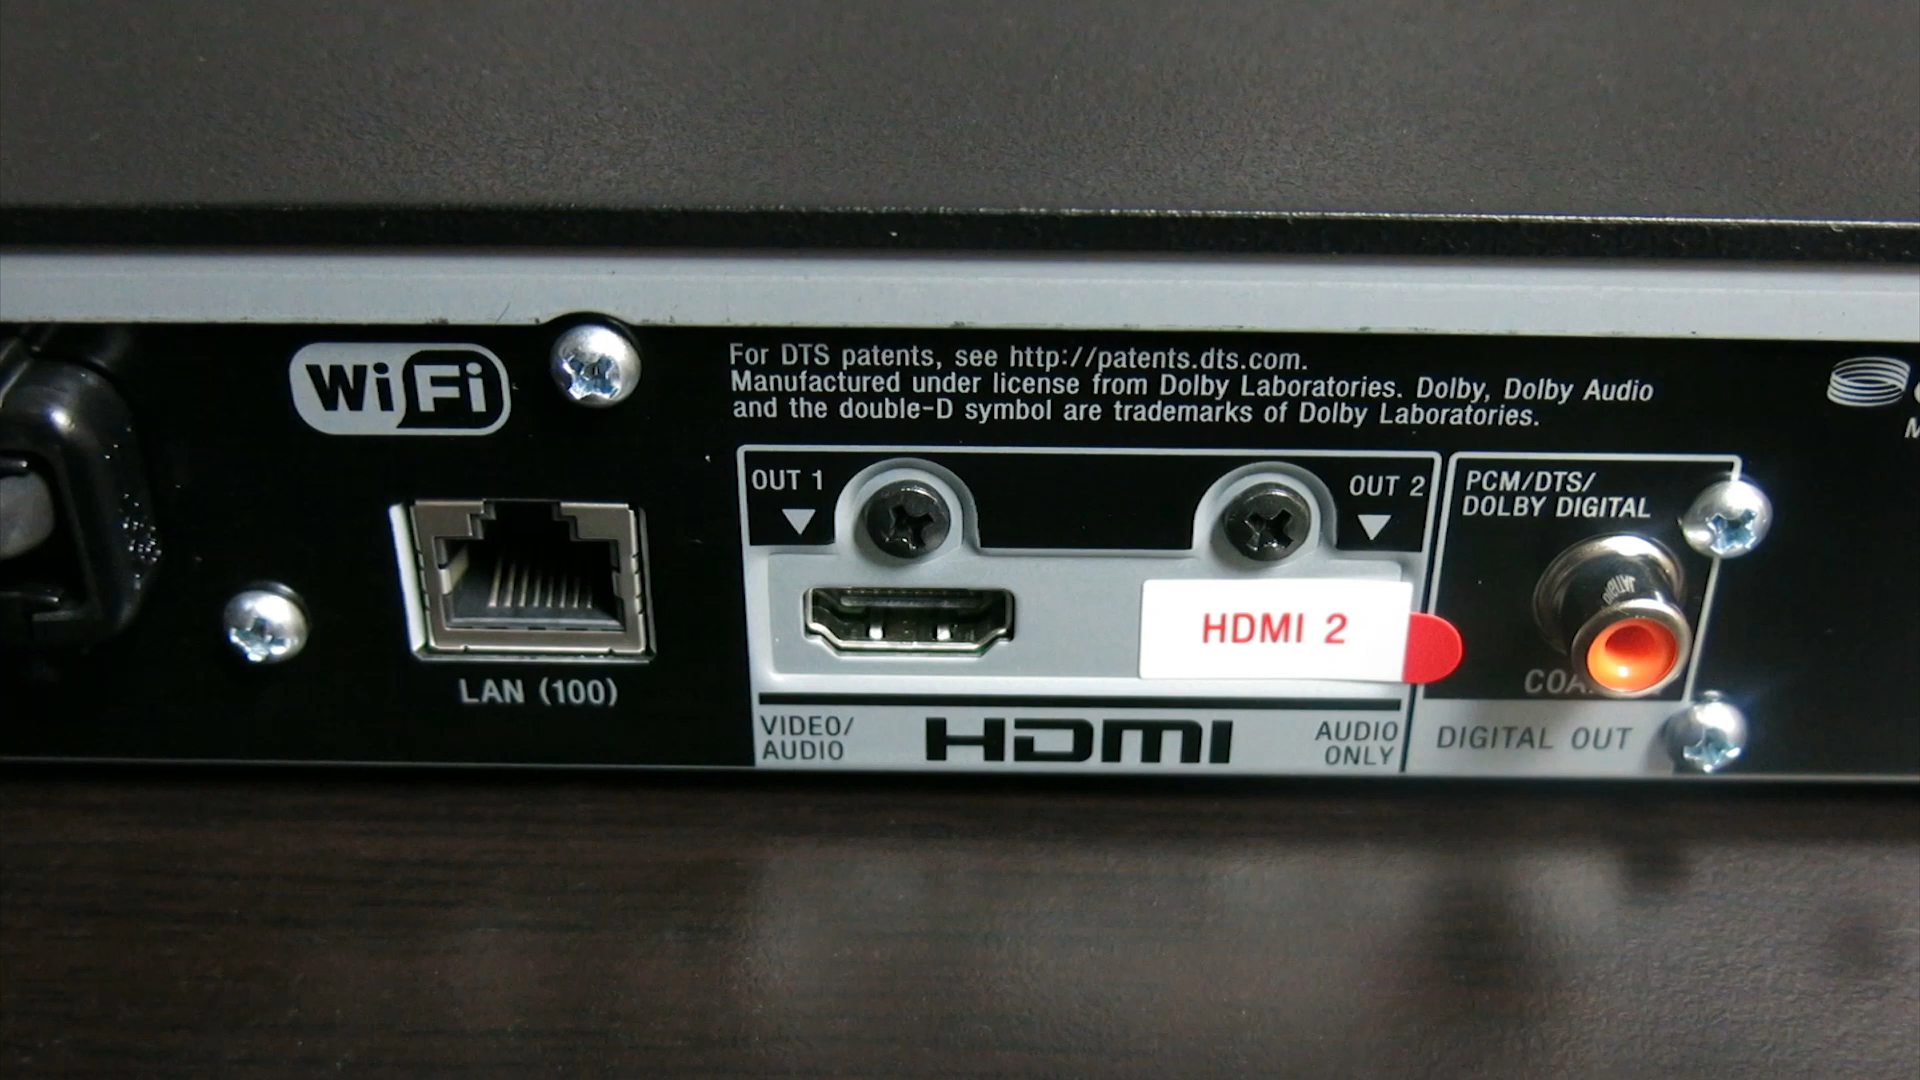 WiFi
For DTS patents, see http://patents.dts.com.
Manufactured under license from Dolby Laboratories. Dolby, Dolby Audio
and the double-D symbol are trademarks of Dolby Laboratories.
OUT 1
OUT 2
PCM/DTS/
DOLBY DIGITAL
HDMI 2
LAN (100)
VIDEO/
AUDIO
HDMI
AUDIO
ONLY
DIGITAL OUT